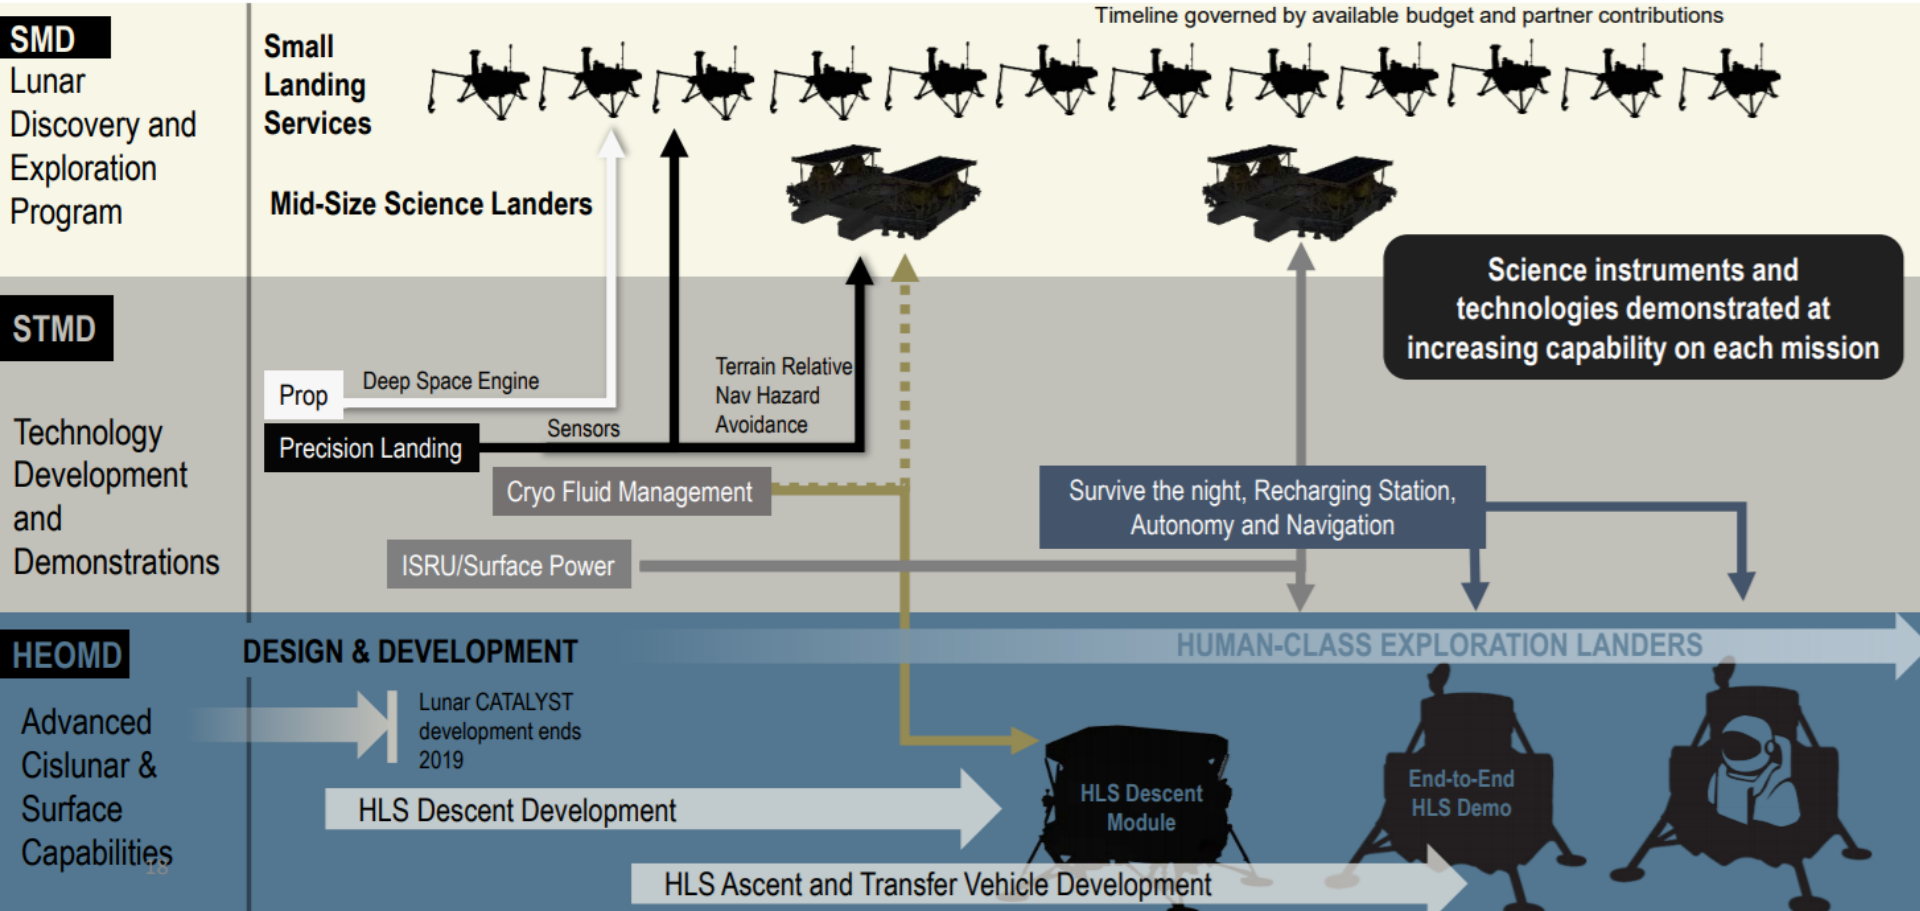 Timeline governed by available budget and partner contributions
SMD
Lunar
Discovery and
Exploration
Program
Small
Landing
Services
Mid-Size Science Landers
Science instruments and
technologies demonstrated at
increasing capability on each mission
STMD
Technology
Development
and
Demonstrations
Prop
Deep Space Engine
Precision Landing
Sensors
Terrain Relative
Nav Hazard
Avoidance
Cryo Fluid Management
ISRU/Surface Power
Survive the night, Recharging Station,
Autonomy and Navigation
HEOMD
Advanced
Cislunar &
Surface
Capabilities
18
DESIGN & DEVELOPMENT
HUMAN-CLASS EXPLORATION LANDERS
Lunar CATALYST
development ends
2019
HLS Descent Development
HLS Descent
Module
End-to-End
HLS Demo
HLS Ascent and Transfer Vehicle Development